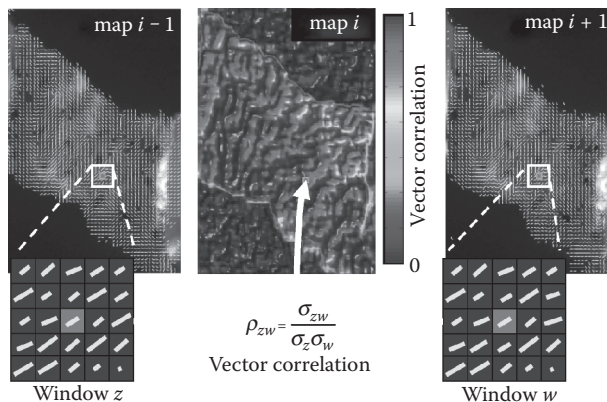 map i – 1
map i
map i + 1
1
Vector correlation
0
ρzw = σzw / σzσw
Vector correlation
Window z
Window w